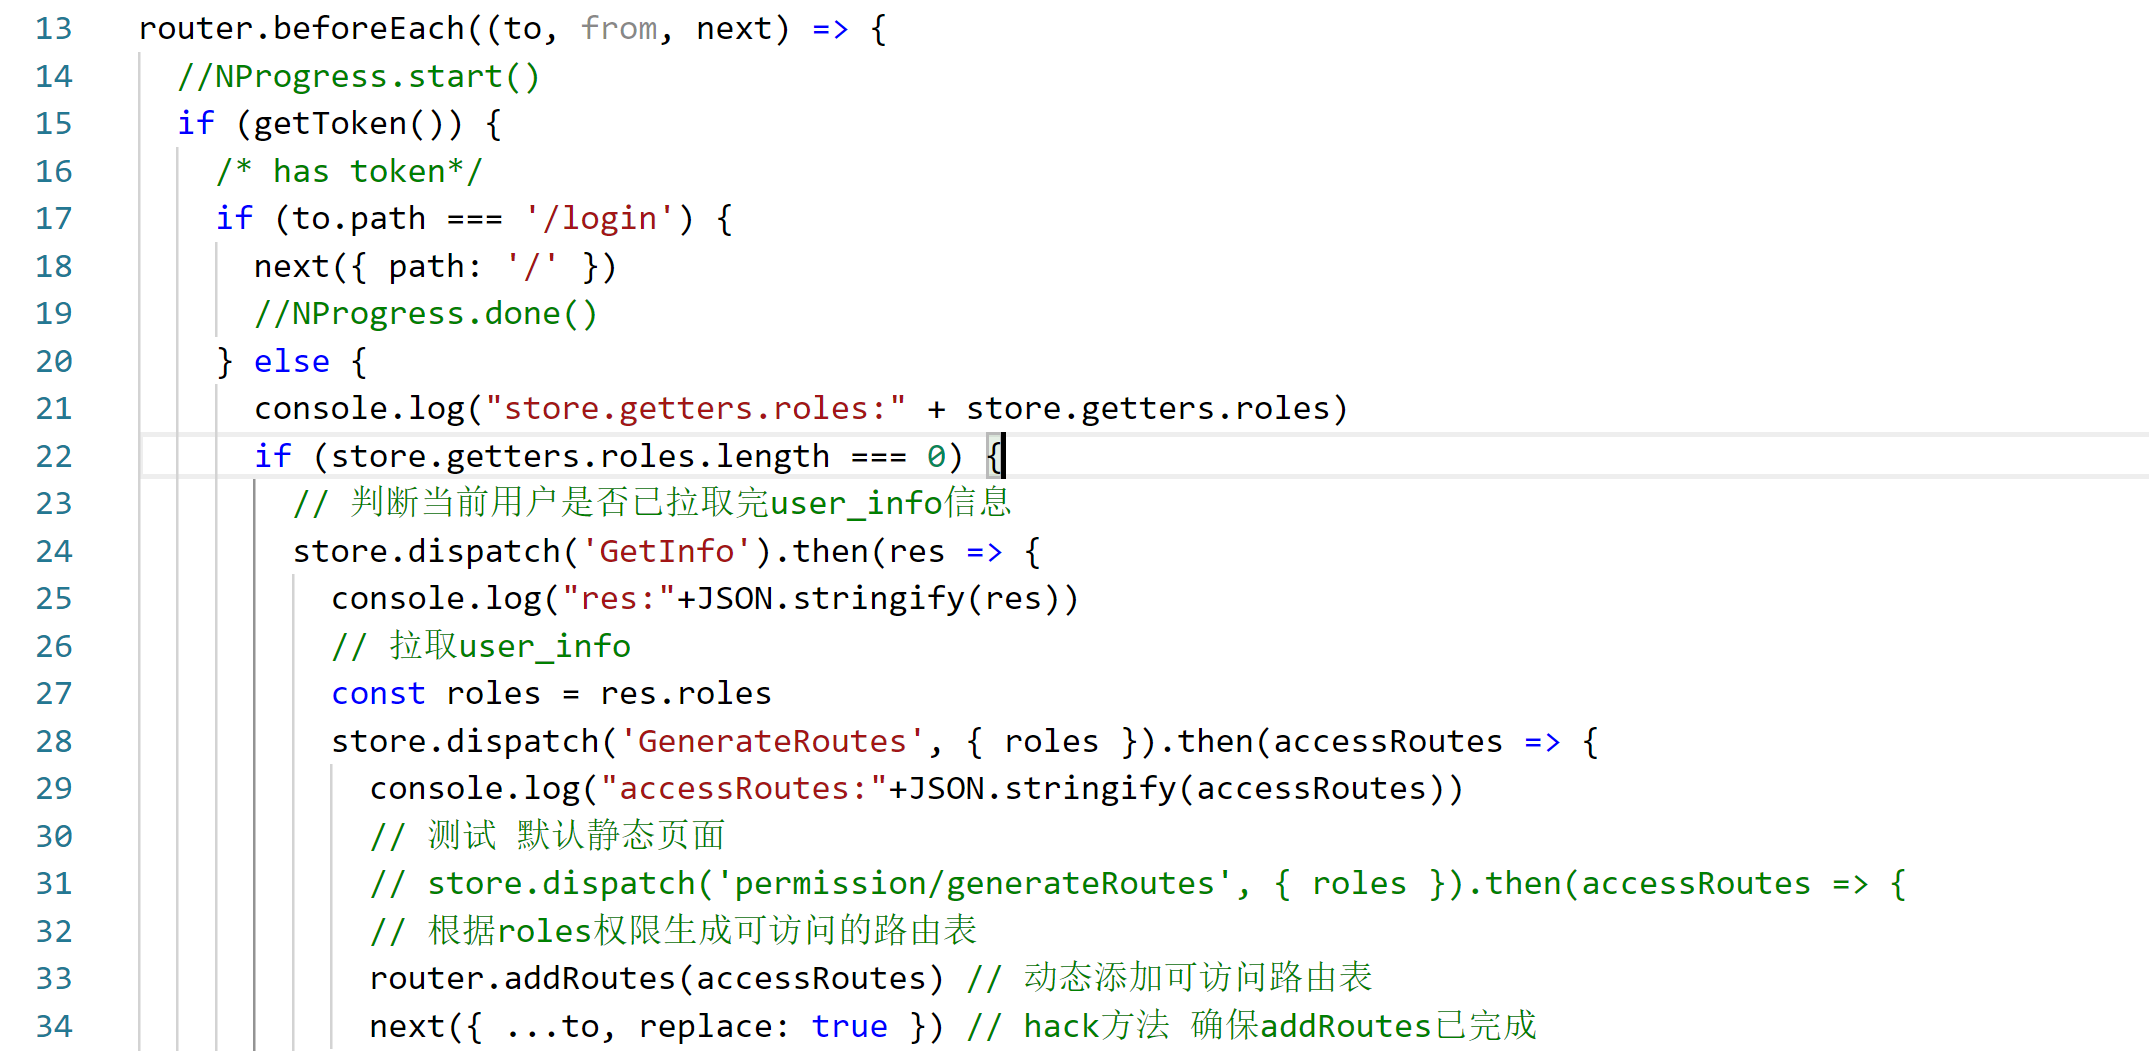 13 router.beforeEach((to, from, next) => {
14 //NProgress.start()
15 if (getToken()) {
16 /* has token*/
17 if (to.path === '/login') {
18 next({ path: '/' })
19 //NProgress.done()
20 } else {
21 console.log("store.getters.roles:" + store.getters.roles)
22 if (store.getters.roles.length === 0) {
23 // 判断当前用户是否已拉取完user_info信息
24 store.dispatch('GetInfo').then(res => {
25 console.log("res:"+JSON.stringify(res))
26 // 拉取user_info
27 const roles = res.roles
28 store.dispatch('GenerateRoutes', { roles }).then(accessRoutes => {
29 console.log("accessRoutes:"+JSON.stringify(accessRoutes))
30 // 测试 默认静态页面
31 // store.dispatch('permission/generateRoutes', { roles }).then(accessRoutes => {
32 // 根据roles权限生成可访问的路由表
33 router.addRoutes(accessRoutes) // 动态添加可访问路由表
34 next({ ...to, replace: true }) // hack方法 确保addRoutes已完成